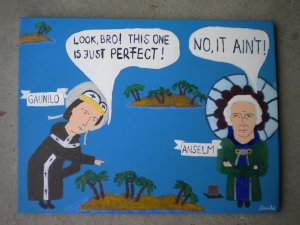 LOOK, BRO! THIS ONE
IS JUST PERFECT!
NO, IT AIN'T!
GAUNILO
ANSELM